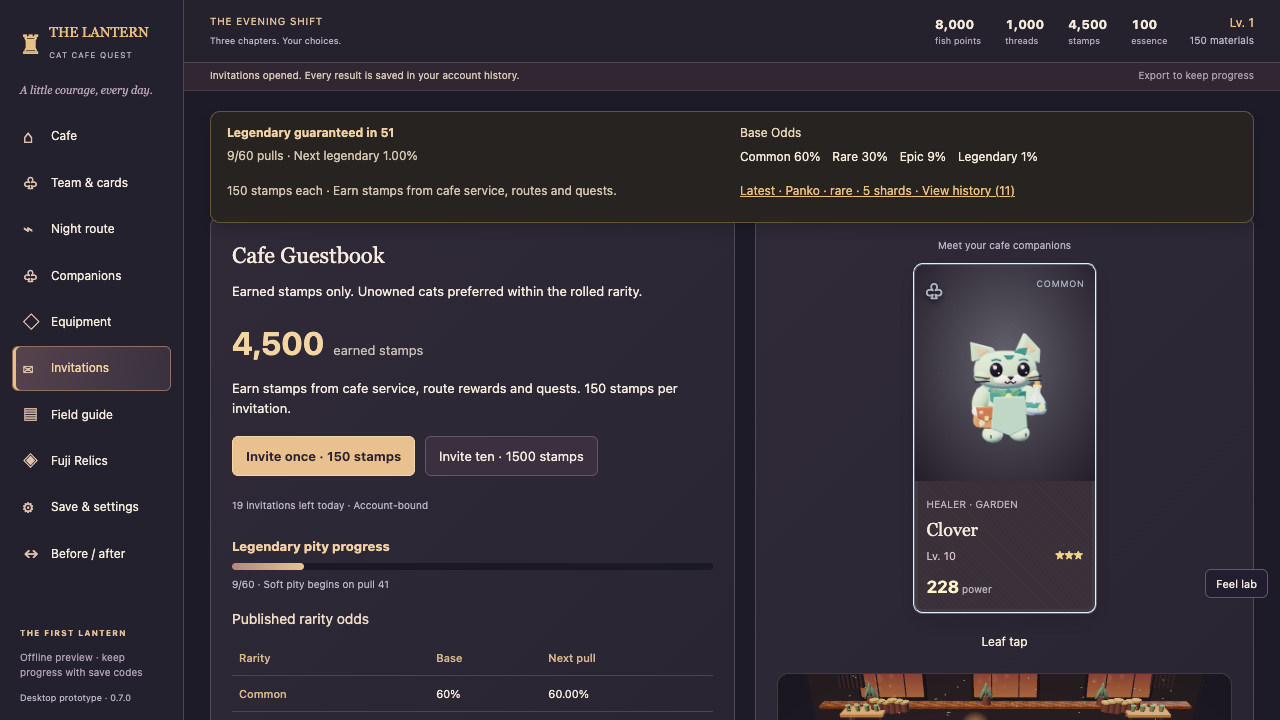 THE LANTERN
CAT CAFE QUEST
A little courage, every day.
Cafe
Team & cards
Night route
Companions
Equipment
Invitations
Field guide
Fuji Relics
Save & settings
Before / after
THE FIRST LANTERN
Offline preview · keep
progress with save codes
Desktop prototype · 0.7.0
THE EVENING SHIFT
Three chapters. Your choices.
8,000 fish points
1,000 threads
4,500 stamps
100 essence
Lv. 1
150 materials
Invitations opened. Every result is saved in your account history.
Export to keep progress
Legendary guaranteed in 51
9/60 pulls · Next legendary 1.00%
150 stamps each · Earn stamps from cafe service, routes and quests.
Base Odds
Common 60% Rare 30% Epic 9% Legendary 1%
Latest · Panko · rare · 5 shards · View history (11)
Cafe Guestbook
Earned stamps only. Unowned cats preferred within the rolled rarity.
4,500 earned stamps
Earn stamps from cafe service, route rewards and quests. 150 stamps per
invitation.
Invite once · 150 stamps
Invite ten · 1500 stamps
19 invitations left today · Account-bound
Legendary pity progress
9/60 · Soft pity begins on pull 41
Published rarity odds
Rarity Base Next pull
Common 60% 60.00%
Meet your cafe companions
COMMON
HEALER · GARDEN
Clover
Lv. 10
228 power
Leaf tap
Feel lab